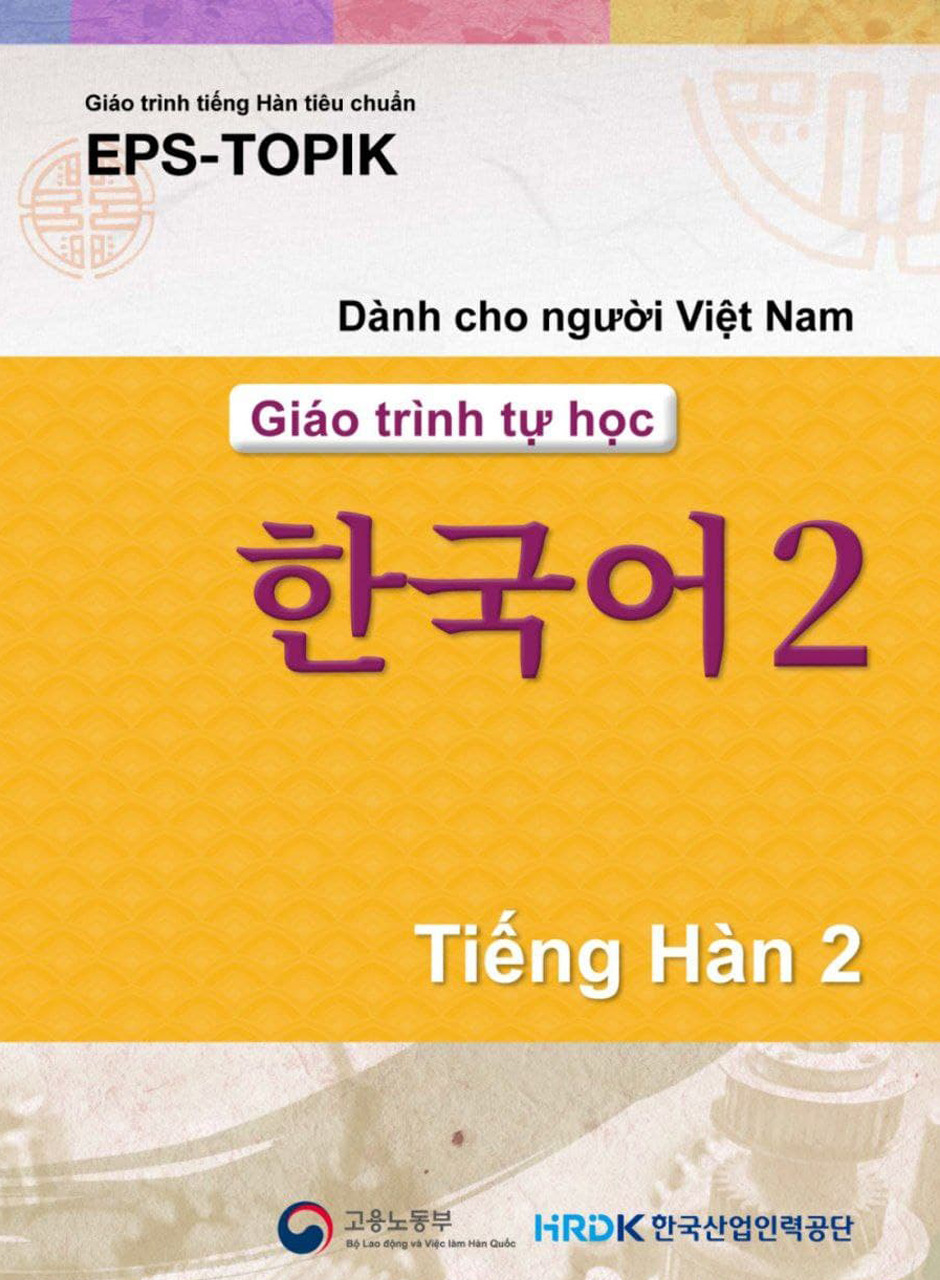 Giáo trình tiếng Hàn tiêu chuẩn
EPS-TOPIK
Dành cho người Việt Nam
Giáo trình tự học
한국어2
Tiếng Hàn 2
고용노동부
Bộ Lao động và Việc làm Hàn Quốc
HRDK 한국산업인력공단